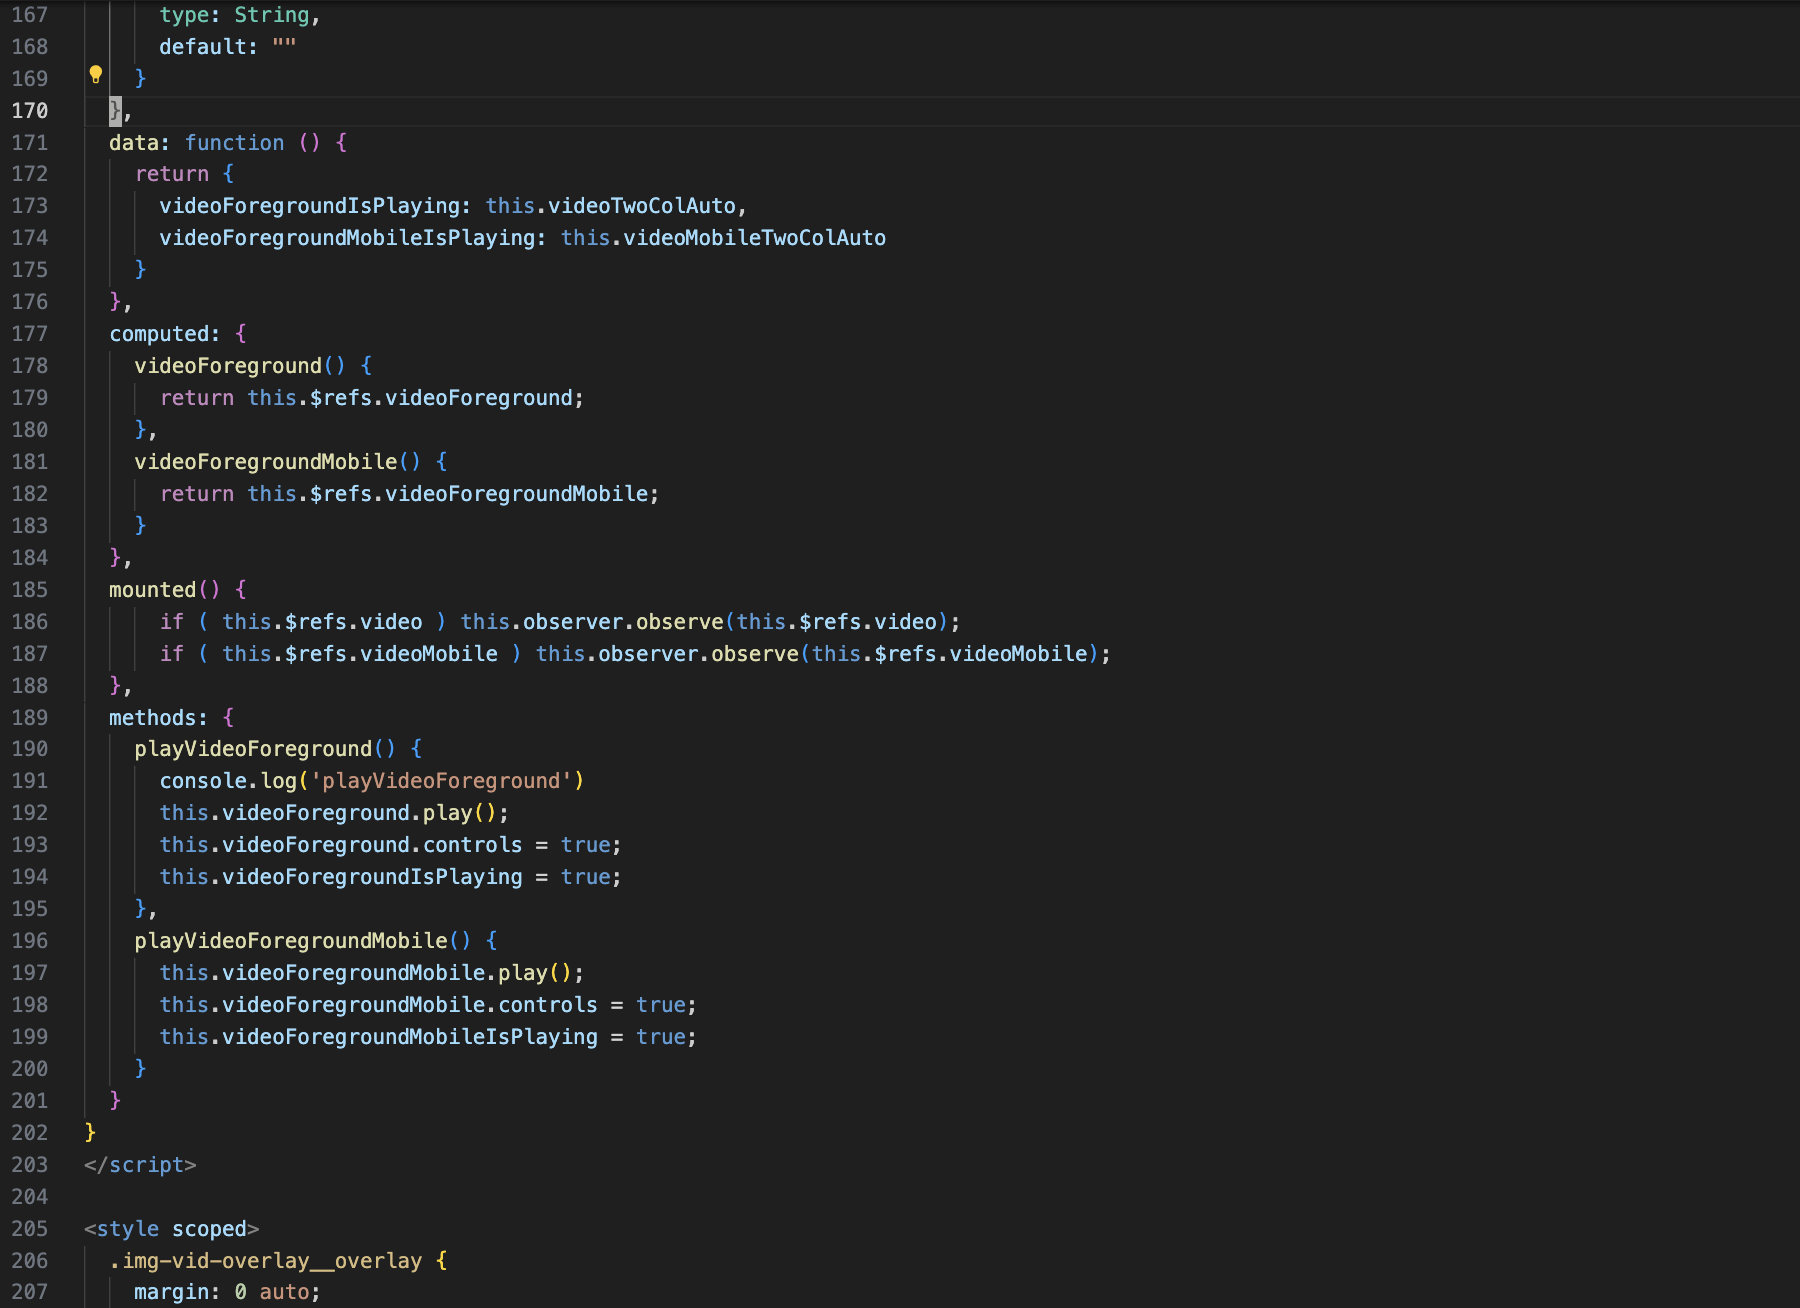 167 type: String,
168 default: ""
169 }
170 },
171 data: function () {
172 return {
173 videoForegroundIsPlaying: this.videoTwoColAuto,
174 videoForegroundMobileIsPlaying: this.videoMobileTwoColAuto
175 }
176 },
177 computed: {
178 videoForeground() {
179 return this.$refs.videoForeground;
180 },
181 videoForegroundMobile() {
182 return this.$refs.videoForegroundMobile;
183 }
184 },
185 mounted() {
186 if ( this.$refs.video ) this.observer.observe(this.$refs.video);
187 if ( this.$refs.videoMobile ) this.observer.observe(this.$refs.videoMobile);
188 },
189 methods: {
190 playVideoForeground() {
191 console.log('playVideoForeground')
192 this.videoForeground.play();
193 this.videoForeground.controls = true;
194 this.videoForegroundIsPlaying = true;
195 },
196 playVideoForegroundMobile() {
197 this.videoForegroundMobile.play();
198 this.videoForegroundMobile.controls = true;
199 this.videoForegroundMobileIsPlaying = true;
200 }
201 }
202 }
203 </script>
204
205 <style scoped>
206 .img-vid-overlay__overlay {
207 margin: 0 auto;